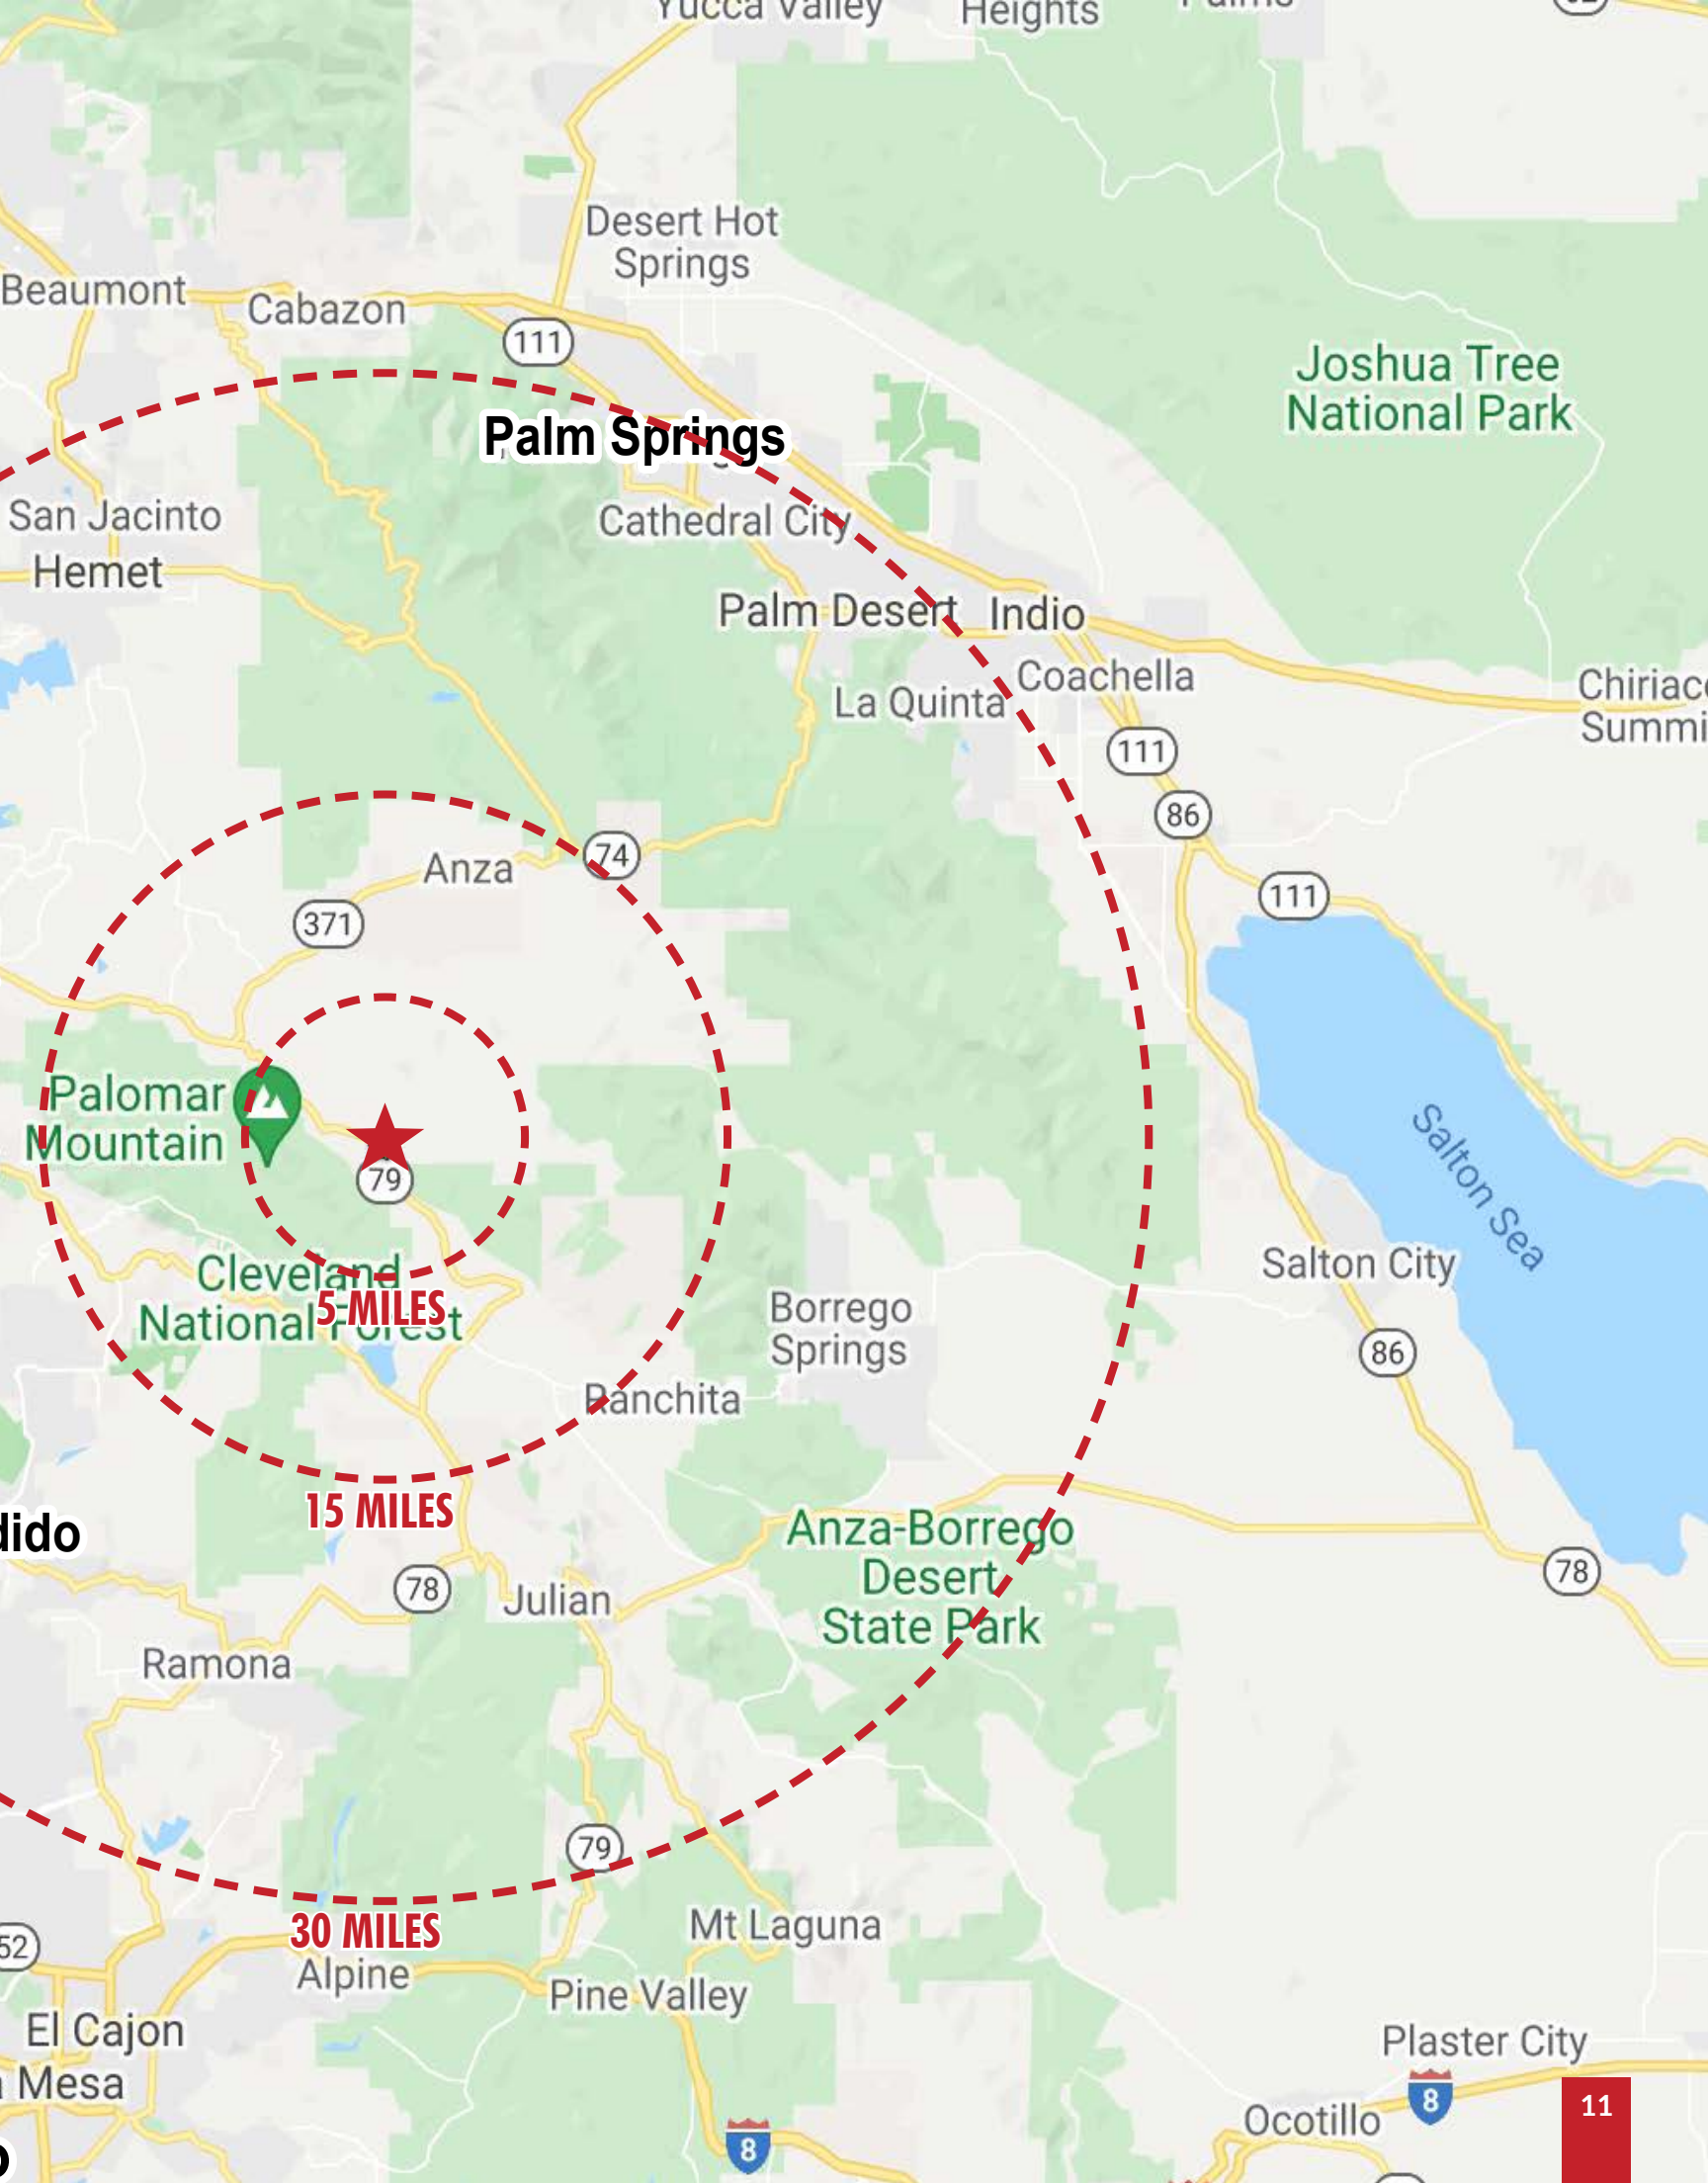 Yucca Valley
Heights
Palms
62
Desert Hot
Springs
Beaumont
Cabazon
111
Joshua Tree
National Park
Palm Springs
San Jacinto
Cathedral City
Hemet
Palm Desert
Indio
Coachella
La Quinta
Chiriaco
Summi
111
86
Anza
74
111
371
Palomar
Mountain
79
Salton Sea
Salton City
Cleveland
National Forest
5 MILES
Borrego
Springs
86
Ranchita
15 MILES
dido
Anza-Borrego
Desert
State Park
78
78
Julian
Ramona
79
30 MILES
Mt Laguna
52
Alpine
Pine Valley
El Cajon
a Mesa
Plaster City
8
11
Ocotillo
8